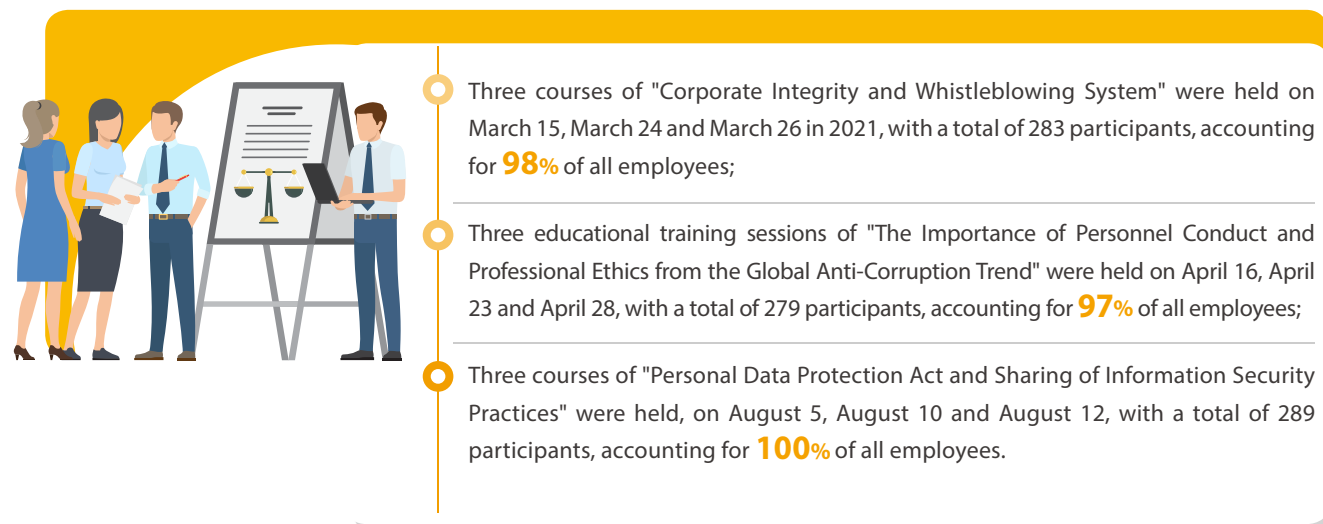 Three courses of "Corporate Integrity and Whistleblowing System" were held on
March 15, March 24 and March 26 in 2021, with a total of 283 participants, accounting
for 98% of all employees;
Three educational training sessions of "The Importance of Personnel Conduct and
Professional Ethics from the Global Anti-Corruption Trend" were held on April 16, April
23 and April 28, with a total of 279 participants, accounting for 97% of all employees;
Three courses of "Personal Data Protection Act and Sharing of Information Security
Practices" were held, on August 5, August 10 and August 12, with a total of 289
participants, accounting for 100% of all employees.